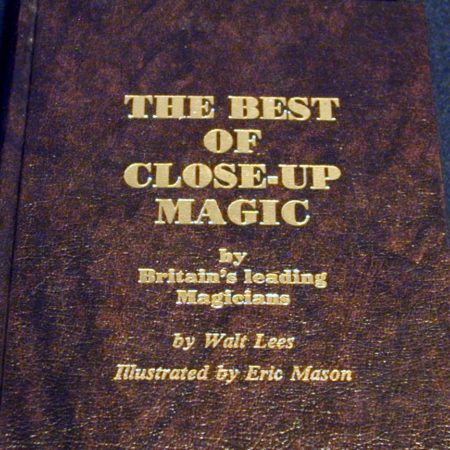 THE BEST
OF
CLOSE-UP
MAGIC
by
Britain's leading
Magicians
by Walt Lees
Illustrated by Eric Mason